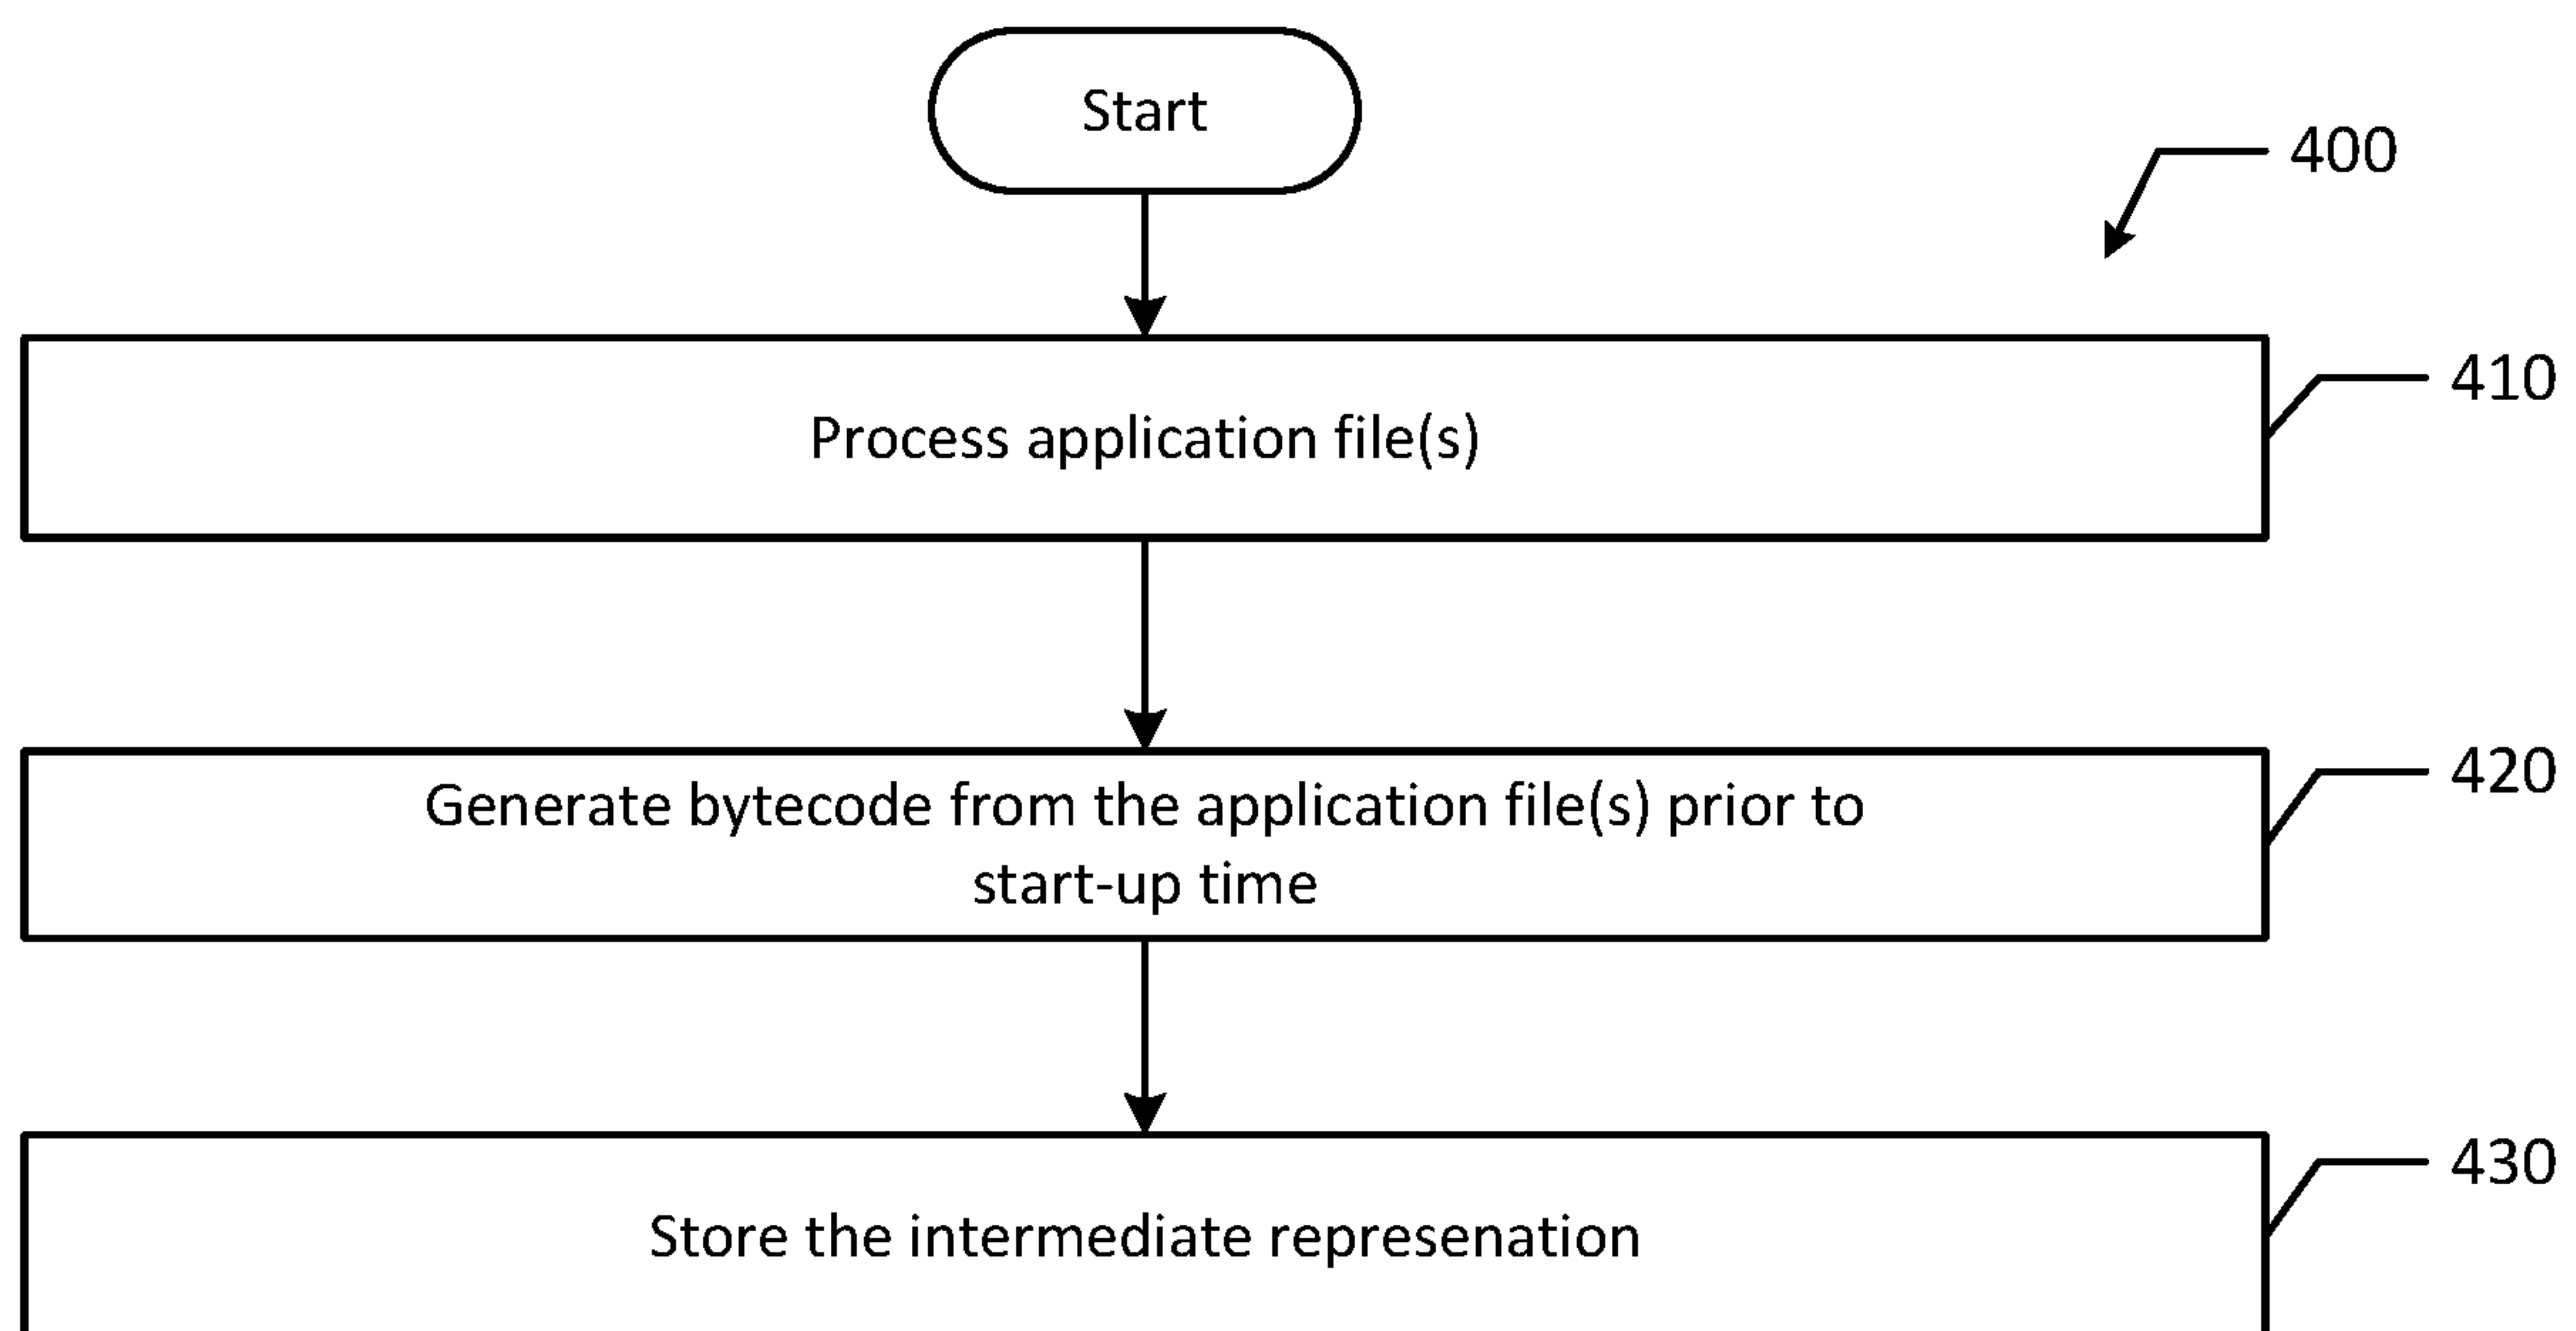 Start
400
410
Process application file(s)
420
Generate bytecode from the application file(s) prior to
start-up time
430
Store the intermediate represenation